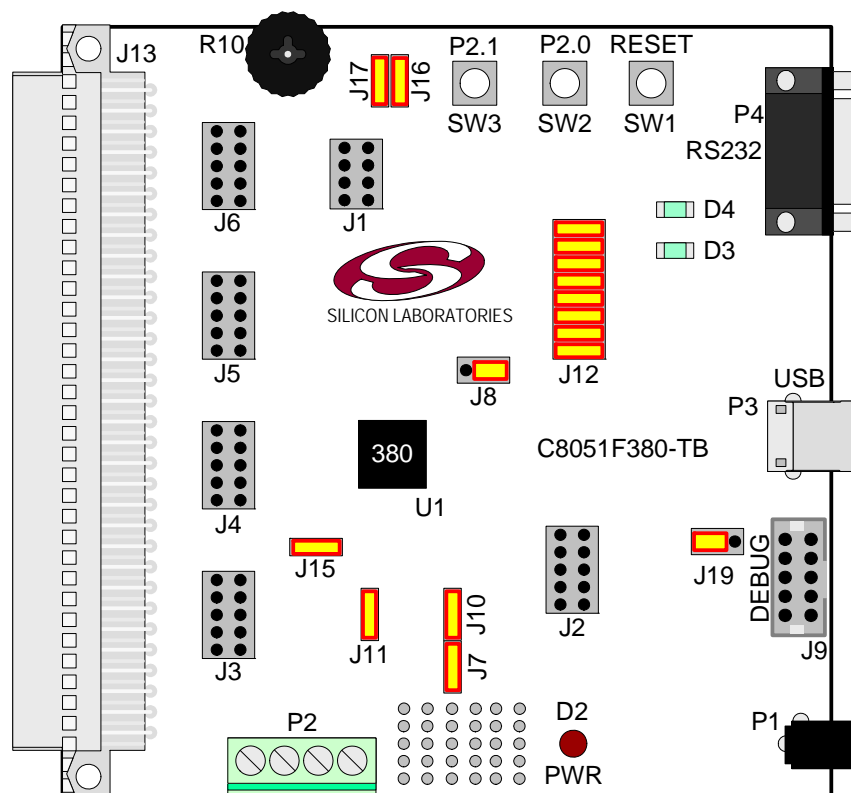 J13
R10
J17
J16
P2.1
P2.0
RESET
SW3
SW2
SW1
P4
RS232
J6
J1
D4
D3
SILICON LABORATORIES
J5
J12
J8
USB
P3
380
C8051F380-TB
U1
J4
J15
J19
DEBUG
J3
J11
J10
J7
J2
J9
P2
D2
P1
PWR